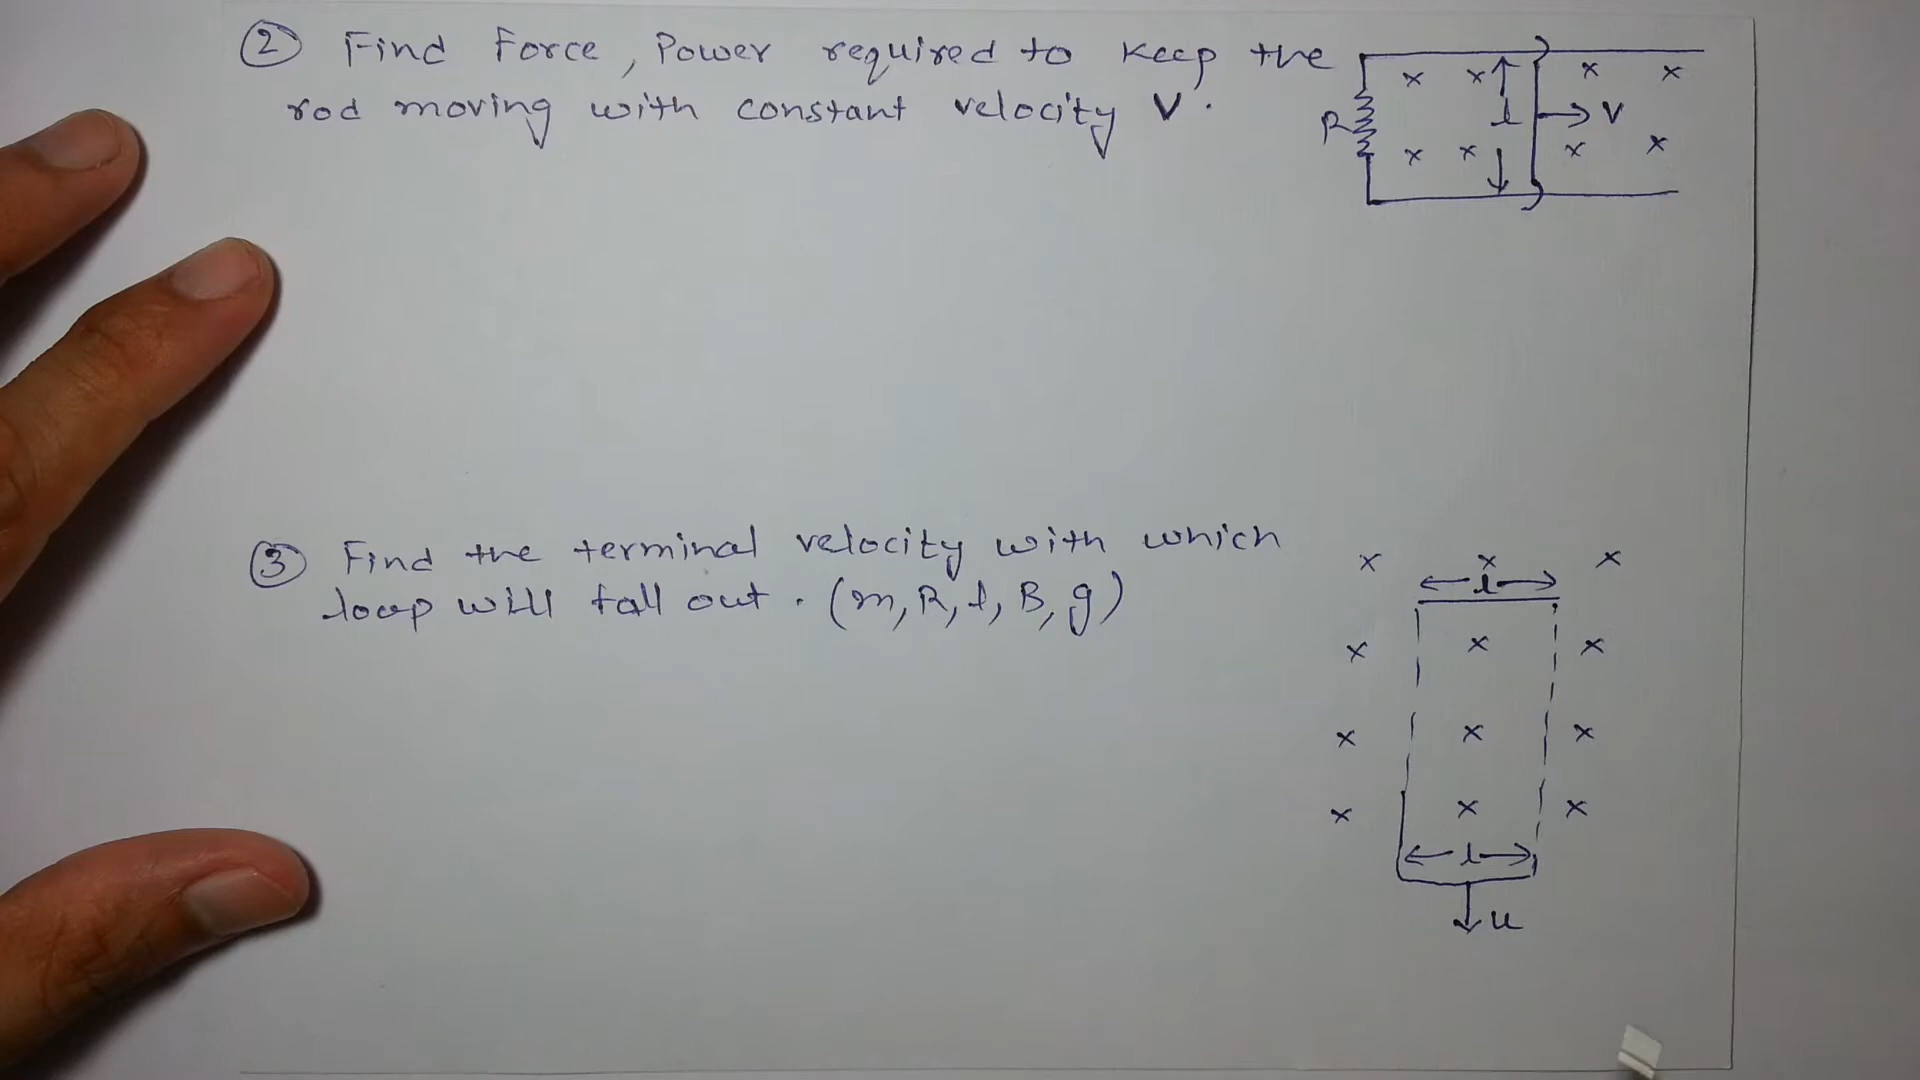 ② Find Force, Power required to keep the
rod moving with constant velocity V.
R
l
V
③ Find the terminal velocity with which
loop will fall out. (m, R, l, B, g)
l
l
u